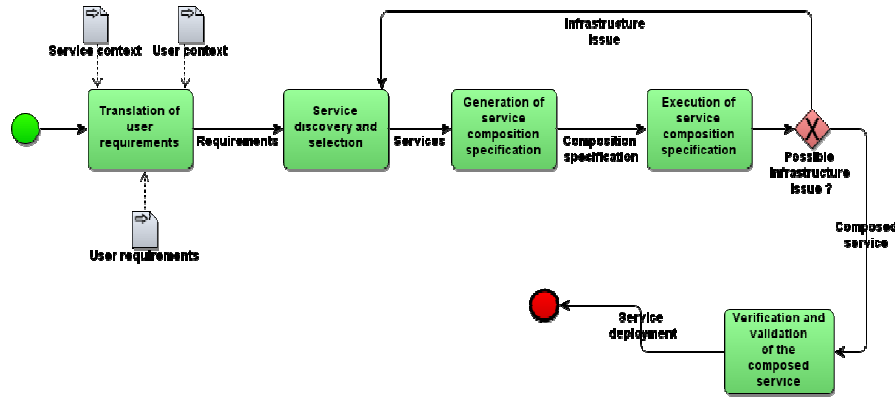 Infrastructure
issue
Service context
User context
Translation of
user
requirements
Requirements
Service
discovery and
selection
Services
Generation of
service
composition
specification
Composition
specification
Execution of
service
composition
specification
X
Possible
infrastructure
issue ?
User requirements
Composed
service
Service
deployment
Verification and
validation
of the
composed
service